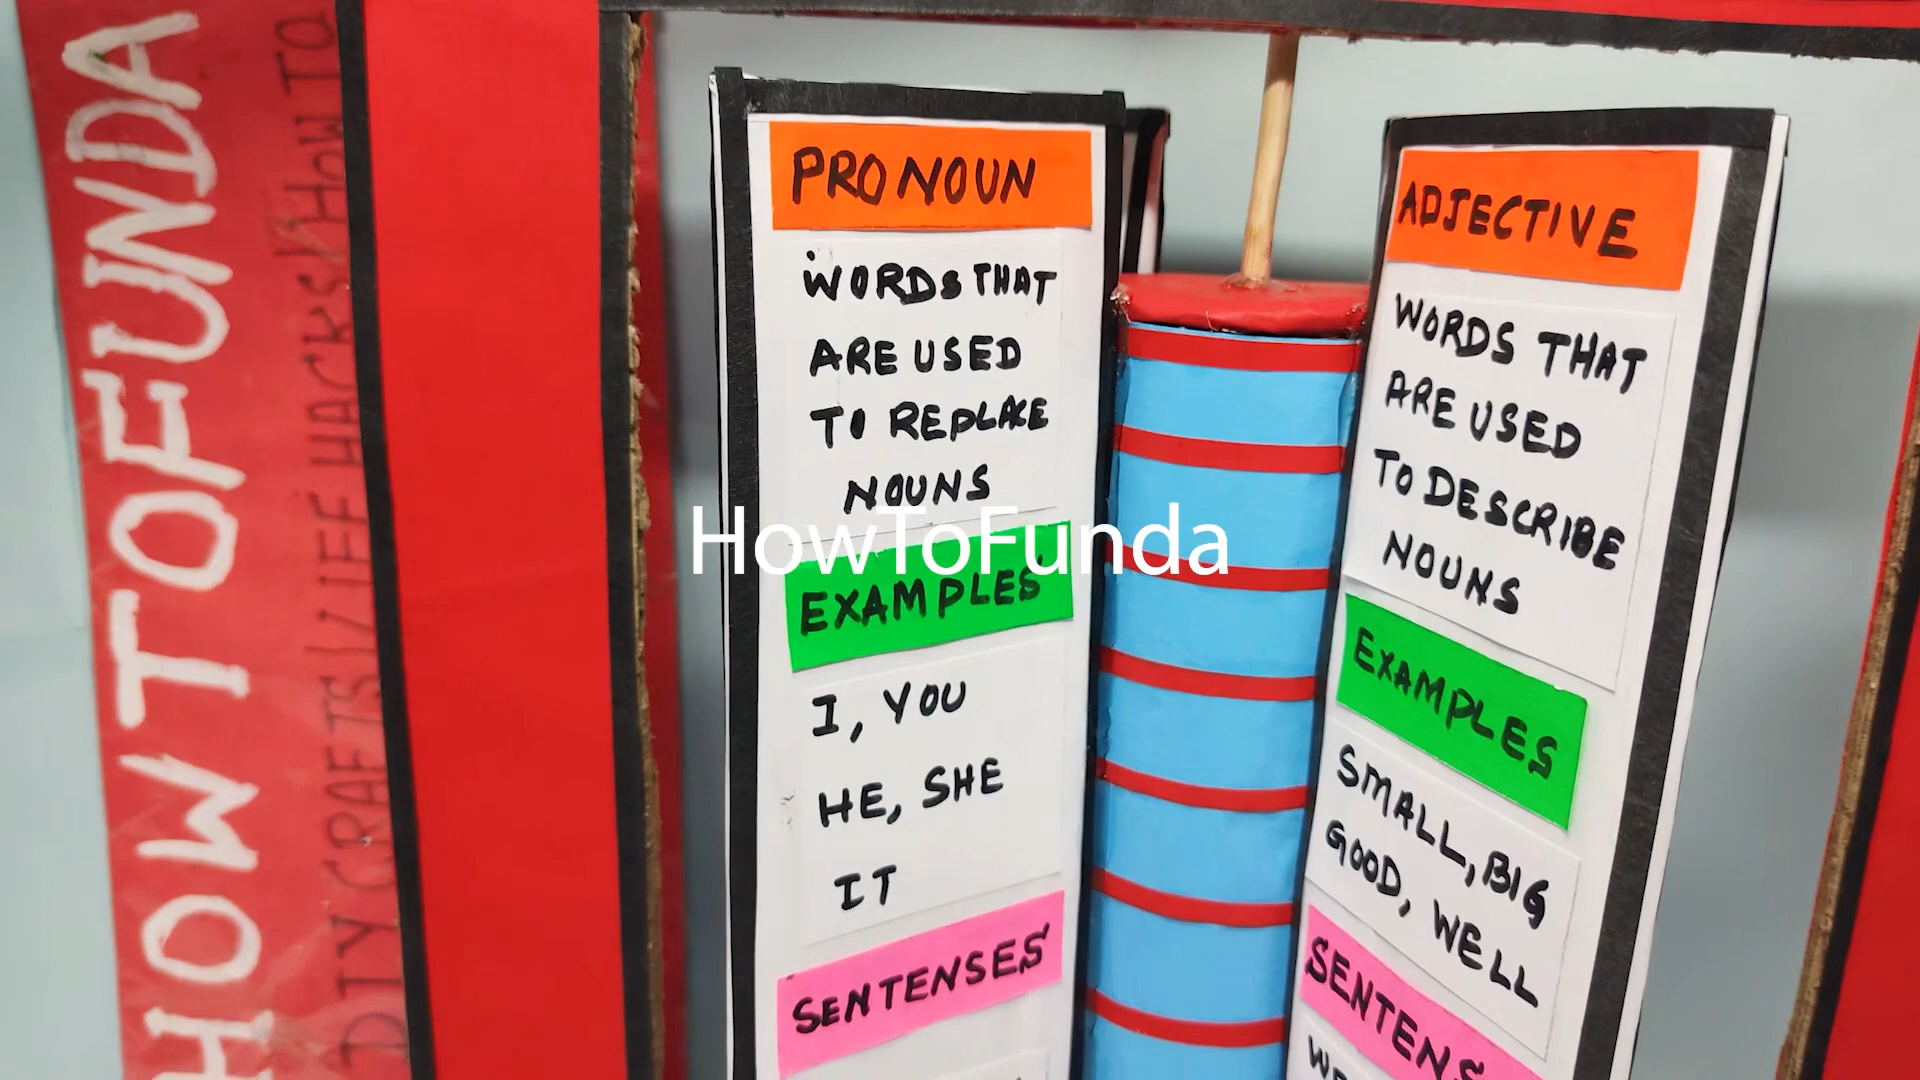 HOWTOFUNDA
DIY CRAFTS/LIFE HACKS/HOW TO
PRONOUN
WORDS THAT
ARE USED
TO REPLACE
NOUNS
EXAMPLES
I, YOU
HE, SHE
IT
SENTENSES
ADJECTIVE
WORDS THAT
ARE USED
TO DESCRIBE
NOUNS
EXAMPLES
SMALL, BIG
GOOD, WELL
SENTENS
HowToFunda